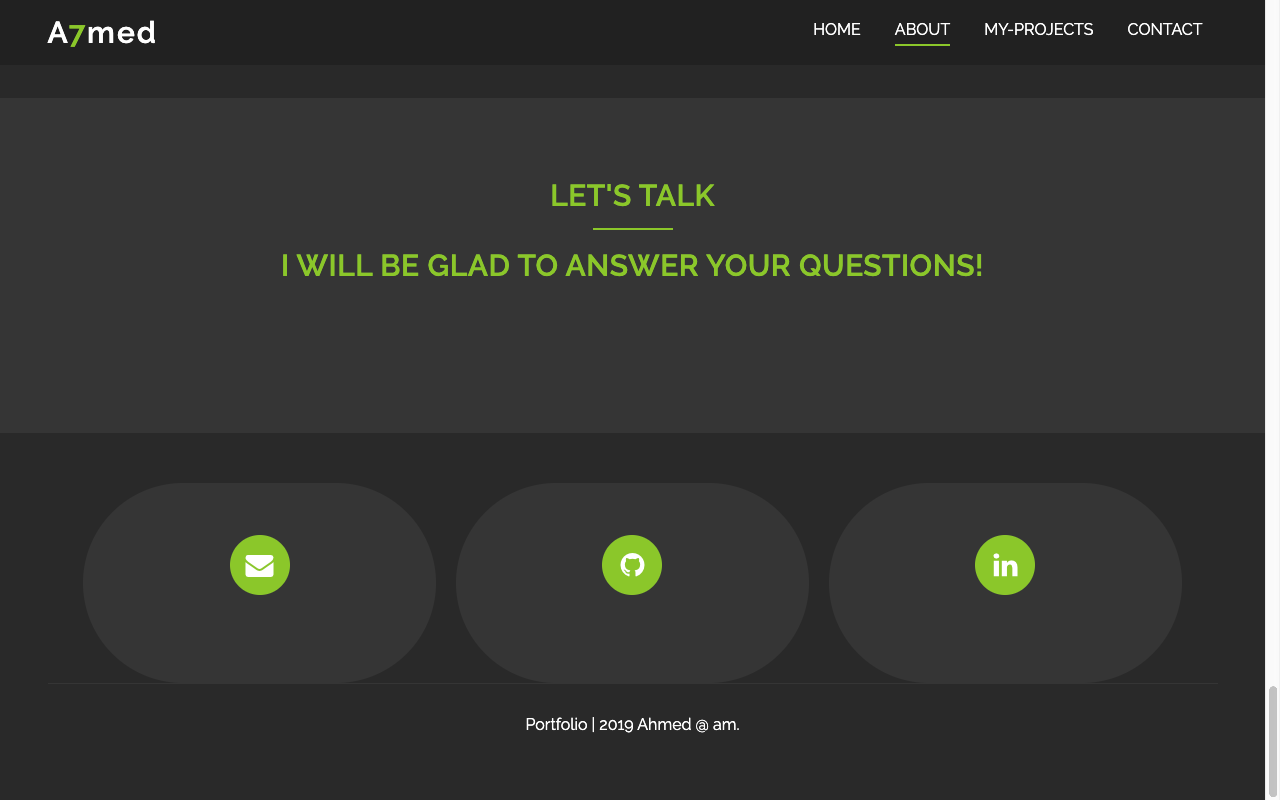 A7med
HOME ABOUT MY-PROJECTS CONTACT
LET'S TALK
I WILL BE GLAD TO ANSWER YOUR QUESTIONS!
in
Portfolio | 2019 Ahmed @ am.